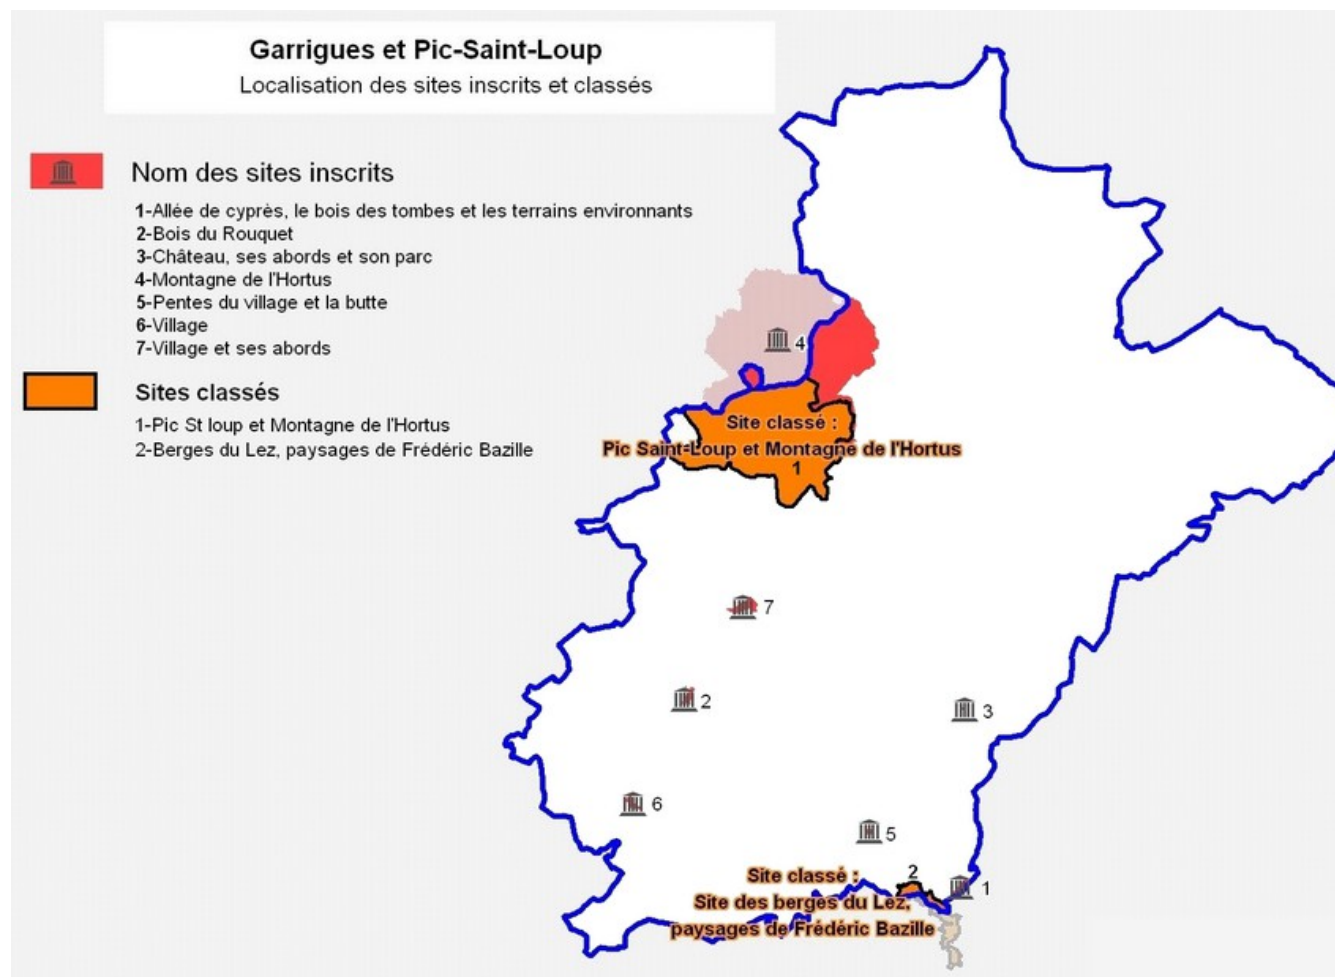 Garrigues et Pic-Saint-Loup
Localisation des sites inscrits et classés
Nom des sites inscrits
1-Allée de cyprès, le bois des tombes et les terrains environnants
2-Bois du Rouquet
3-Château, ses abords et son parc
4-Montagne de l'Hortus
5-Pentes du village et la butte
6-Village
7-Village et ses abords
Sites classés
1-Pic St loup et Montagne de l'Hortus
2-Berges du Lez, paysages de Frédéric Bazille
4
Site classé :
Pic Saint-Loup et Montagne de l'Hortus
1
7
2
3
6
5
2
1
Site classé :
Site des berges du Lez,
paysages de Frédéric Bazille